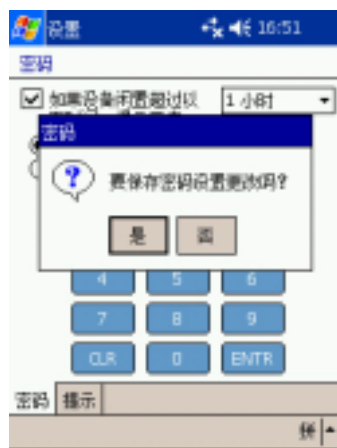 设置 16:51
密码
如果设备闲置超过以 1 小时
密码
要保存密码设置更改吗?
是 否
4 5 6
7 8 9
CLR 0 ENTR
密码 提示
拼